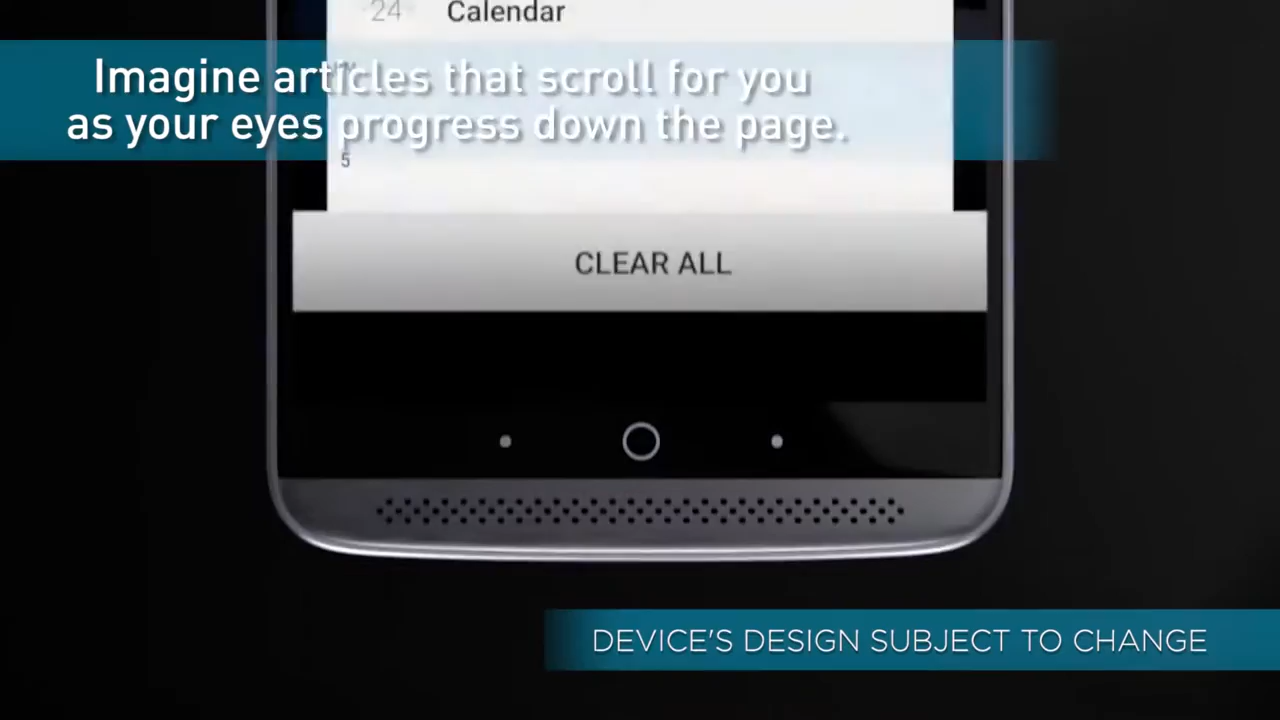 24
Calendar
Imagine articles that scroll for you
as your eyes progress down the page.
5
CLEAR ALL
DEVICE'S DESIGN SUBJECT TO CHANGE